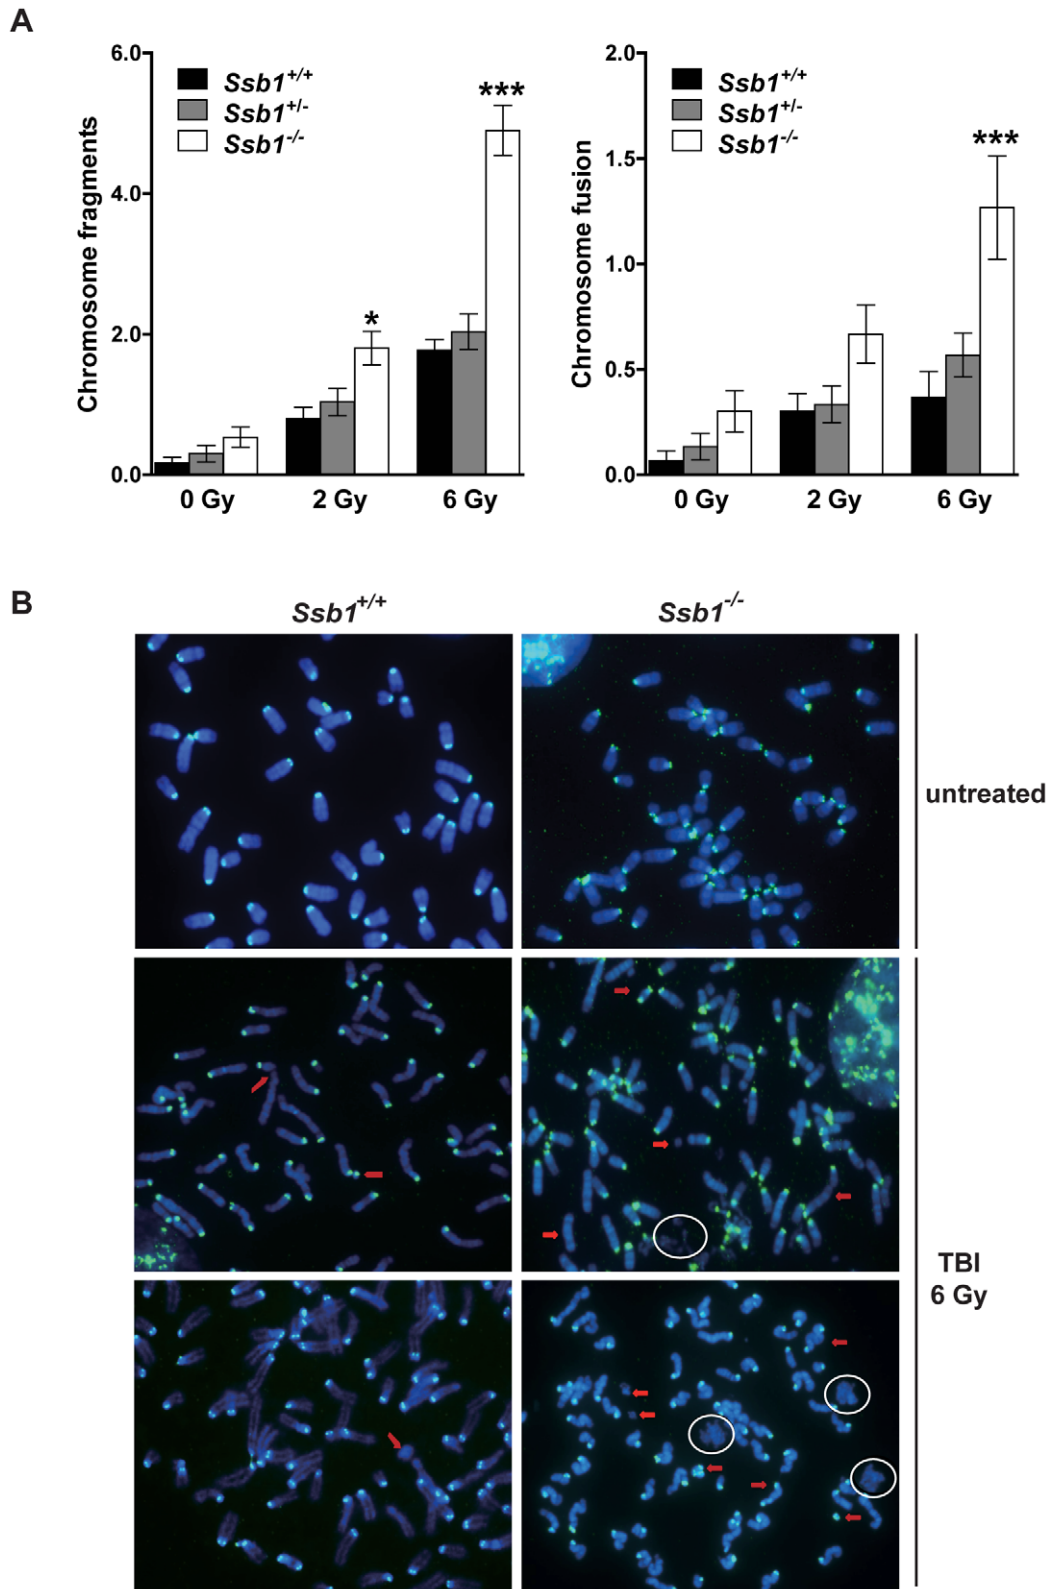 A
6.0
4.0
2.0
0.0
Chromosome fragments
Ssb1+/+
Ssb1+/-
Ssb1-/-
*
***
0 Gy 2 Gy 6 Gy
2.0
1.5
1.0
0.5
0.0
Chromosome fusion
Ssb1+/+
Ssb1+/-
Ssb1-/-
***
0 Gy 2 Gy 6 Gy
B
Ssb1+/+ Ssb1-/-
untreated
TBI
6 Gy